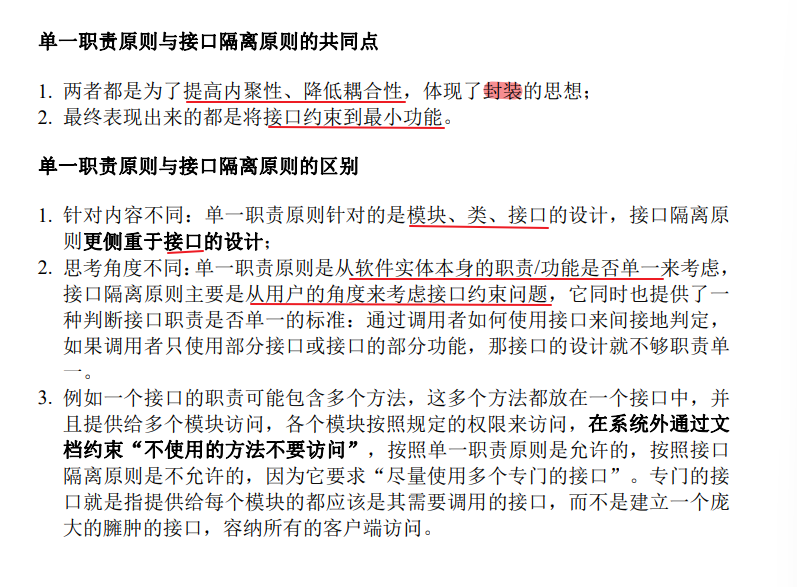 单一职责原则与接口隔离原则的共同点
1. 两者都是为了提高内聚性、降低耦合性，体现了封装的思想；
2. 最终表现出来的都是将接口约束到最小功能。
单一职责原则与接口隔离原则的区别
1. 针对内容不同：单一职责原则针对的是模块、类、接口的设计，接口隔离原
则更侧重于接口的设计；
2. 思考角度不同：单一职责原则是从软件实体本身的职责/功能是否单一来考虑，
接口隔离原则主要是从用户的角度来考虑接口约束问题，它同时也提供了一
种判断接口职责是否单一的标准：通过调用者如何使用接口来间接地判定，
如果调用者只使用部分接口或接口的部分功能，那接口的设计就不够职责单
一。
3. 例如一个接口的职责可能包含多个方法，这多个方法都放在一个接口中，并
且提供给多个模块访问，各个模块按照规定的权限来访问，在系统外通过文
档约束“不使用的方法不要访问”，按照单一职责原则是允许的，按照接口
隔离原则是不允许的，因为它要求“尽量使用多个专门的接口”。专门的接
口就是指提供给每个模块的都应该是其需要调用的接口，而不是建立一个庞
大的臃肿的接口，容纳所有的客户端访问。